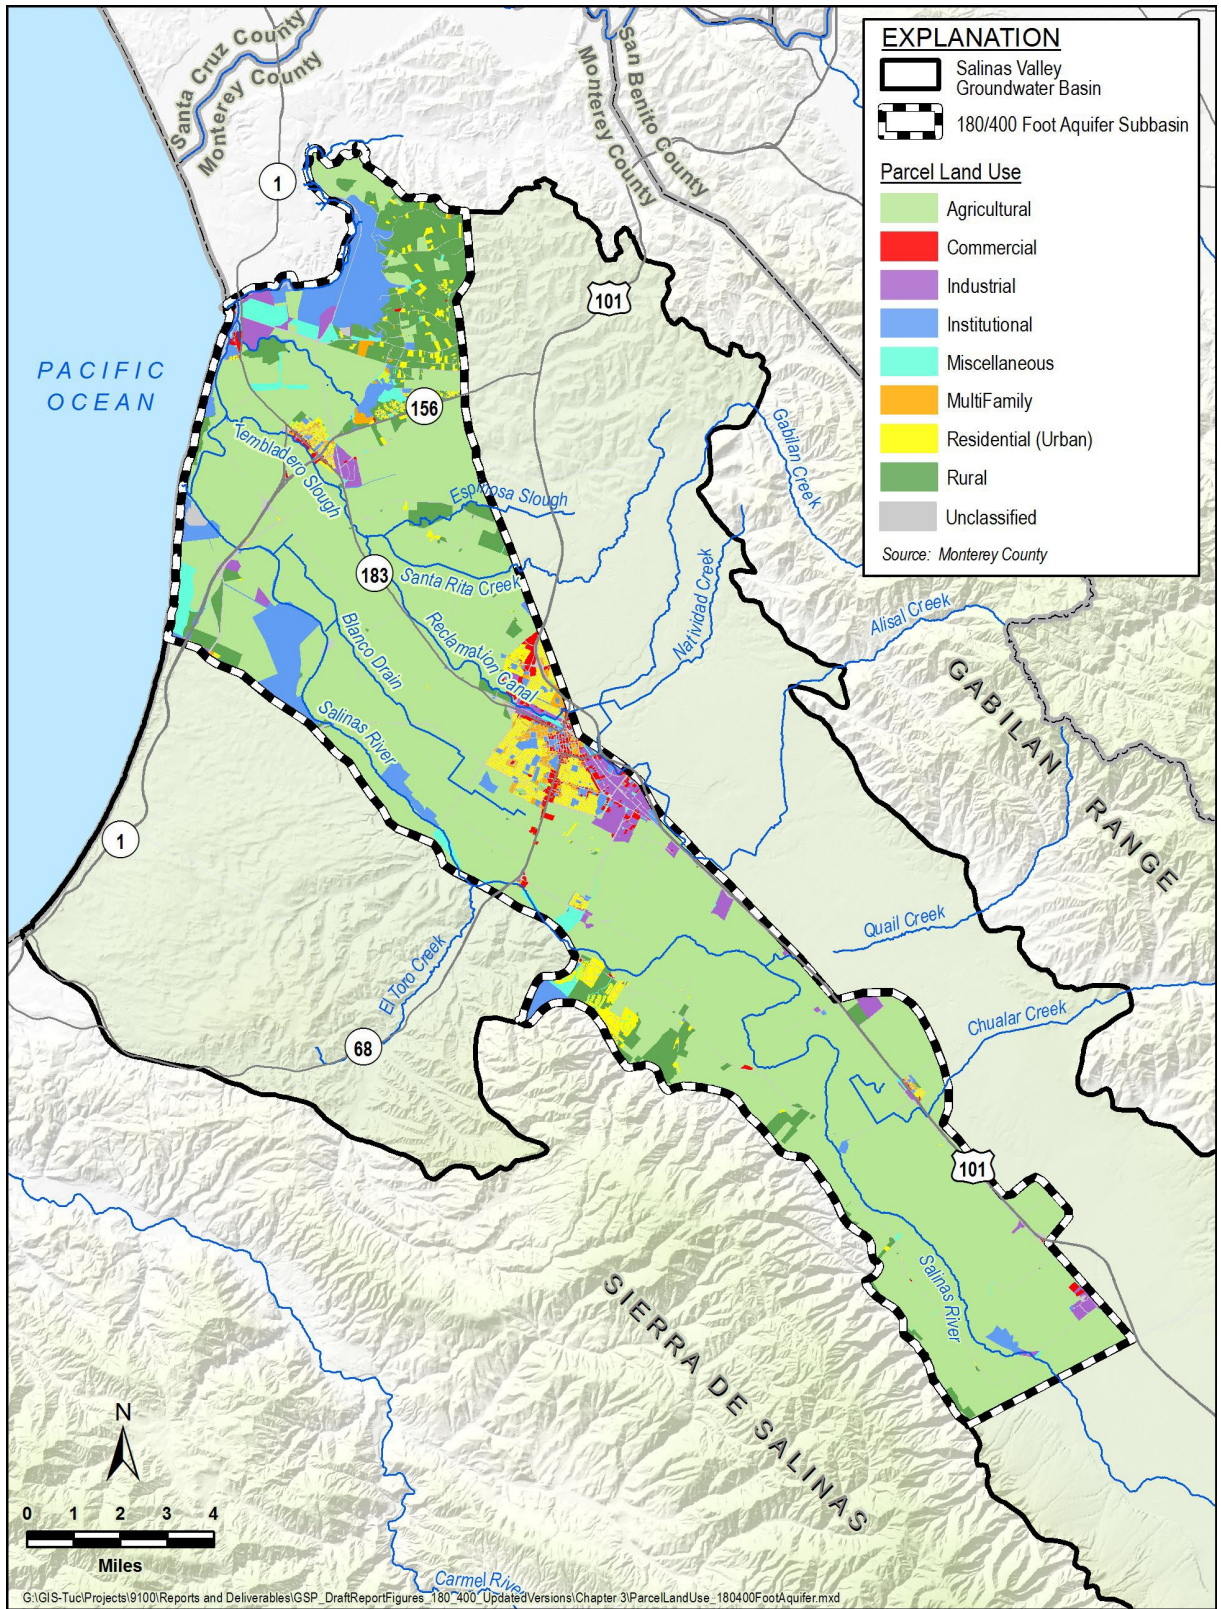 Santa Cruz County
Monterey County
San Benito County
Monterey County
EXPLANATION
Salinas Valley
Groundwater Basin
180/400 Foot Aquifer Subbasin
Parcel Land Use
Agricultural
Commercial
Industrial
Institutional
Miscellaneous
MultiFamily
Residential (Urban)
Rural
Unclassified
Source: Monterey County
1
101
PACIFIC
OCEAN
156
Gabilan Creek
Tembladero Slough
Espinosa Slough
183
Santa Rita Creek
Natividad Creek
Alisal Creek
Reclamation Canal
Blanco Drain
GABILAN RANGE
Salinas River
1
Quail Creek
El Toro Creek
Chualar Creek
68
101
Salinas River
SIERRA DE SALINAS
N
0 1 2 3 4
Miles
Carmel River
G:\GIS-Tuc\Projects\9100\Reports and Deliverables\GSP_DraftReportFigures_180_400_UpdatedVersions\Chapter 3\ParcelLandUse_180400FootAquifer.mxd